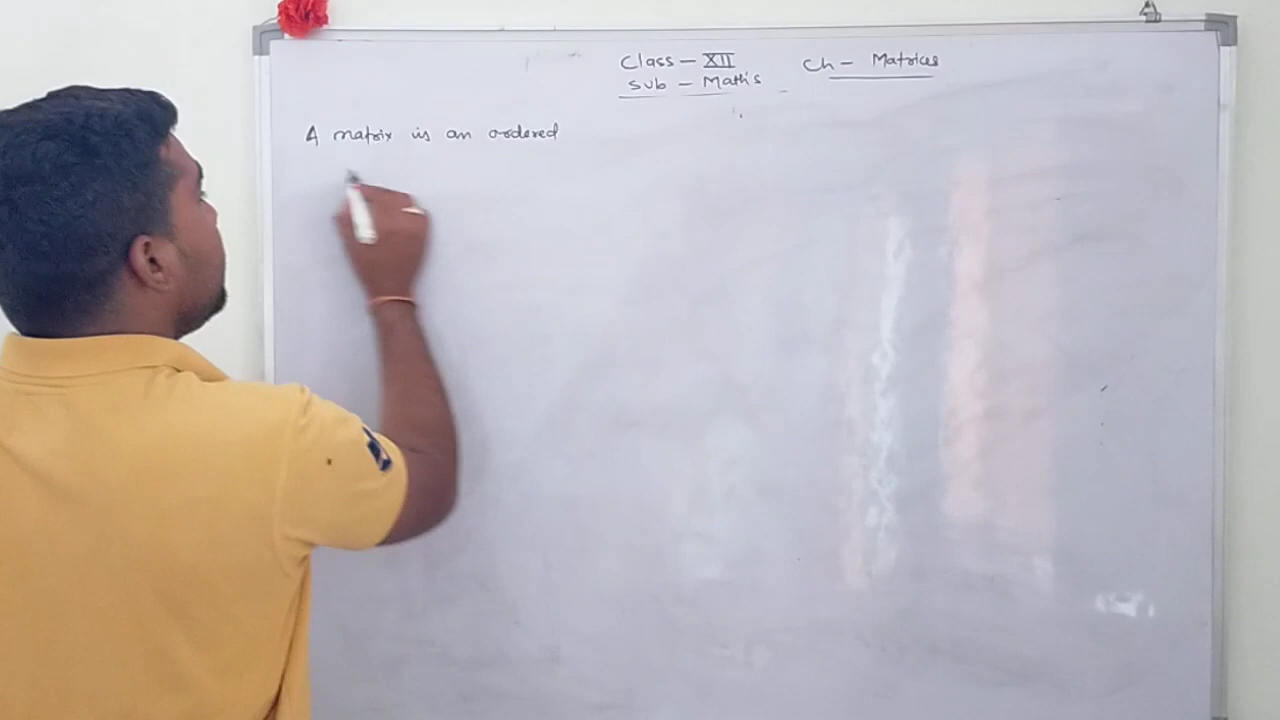 Class - XII Ch - Matrices
Sub - Maths
A matrix is an ordered